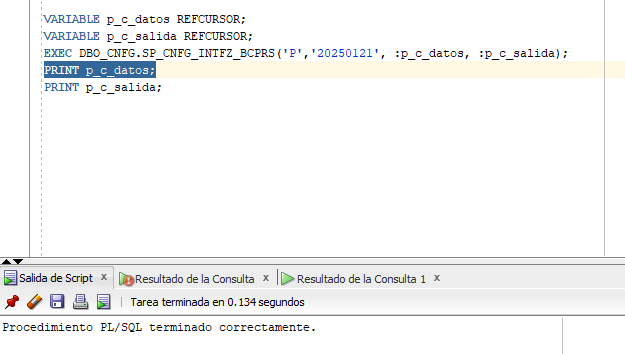 VARIABLE p_c_datos REFCURSOR;
VARIABLE p_c_salida REFCURSOR;
EXEC DBO_CNFG.SP_CNFG_INTFZ_BCPRS('P','20250121', :p_c_datos, :p_c_salida);
PRINT p_c_datos;
PRINT p_c_salida;
Salida de Script x Resultado de la Consulta x Resultado de la Consulta 1 x
Tarea terminada en 0.134 segundos
Procedimiento PL/SQL terminado correctamente.